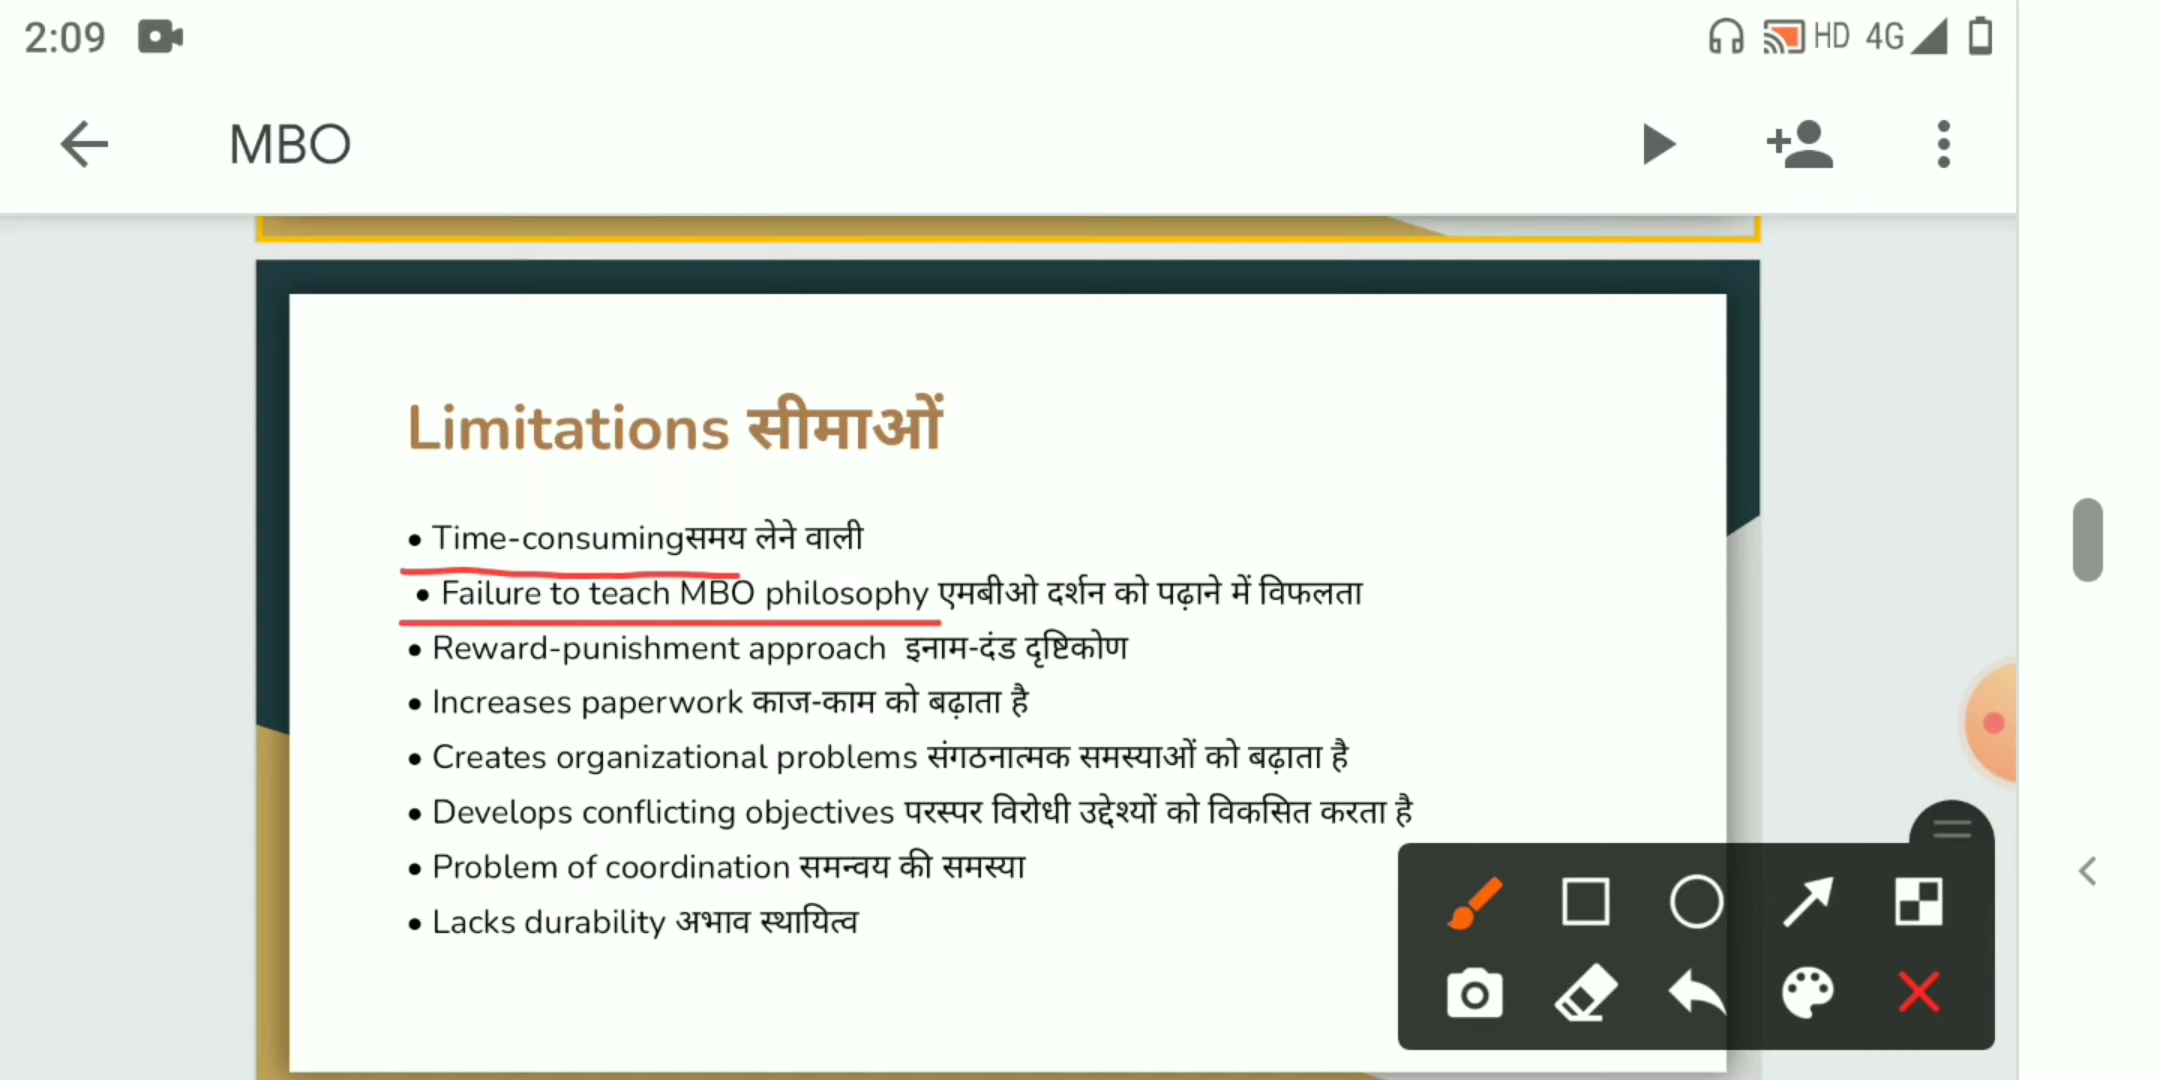 2:09 HD 4G
MBO
Limitations सीमाओं
• Time-consumingसमय लेने वाली
• Failure to teach MBO philosophy एमबीओ दर्शन को पढ़ाने में विफलता
• Reward-punishment approach इनाम-दंड दृष्टिकोण
• Increases paperwork काज-काम को बढ़ाता है
• Creates organizational problems संगठनात्मक समस्याओं को बढ़ाता है
• Develops conflicting objectives परस्पर विरोधी उद्देश्यों को विकसित करता है
• Problem of coordination समन्वय की समस्या
• Lacks durability अभाव स्थायित्व